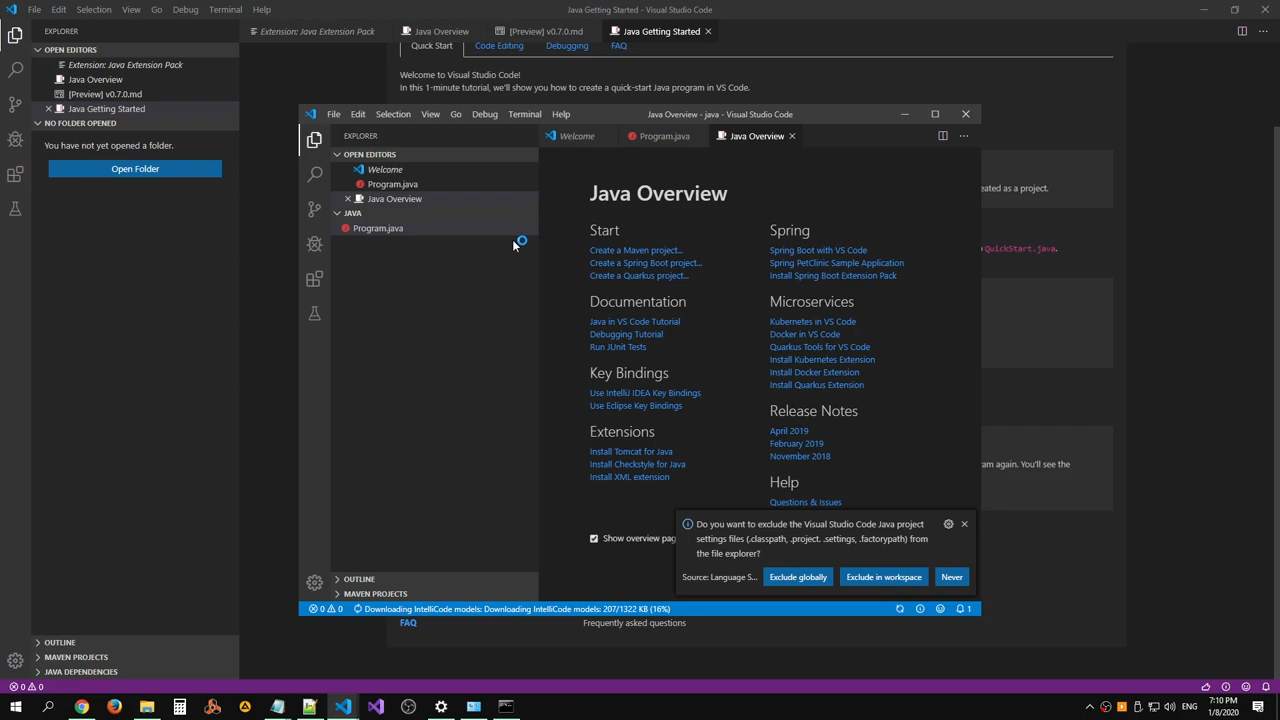 File Edit Selection View Go Debug Terminal Help
Java Getting Started - Visual Studio Code
EXPLORER
OPEN EDITORS
Extension: Java Extension Pack
Java Overview
[Preview] v0.7.0.md
Java Getting Started
NO FOLDER OPENED
You have not yet opened a folder.
Open Folder
OUTLINE
MAVEN PROJECTS
JAVA DEPENDENCIES
0 0
Extension: Java Extension Pack Java Overview [Preview] v0.7.0.md Java Getting Started
Quick Start Code Editing Debugging FAQ
Welcome to Visual Studio Code!
In this 1-minute tutorial, we'll show you how to create a quick-start Java program in VS Code.
eated as a project.
QuickStart.java.
am again. You'll see the
FAQ Frequently asked questions
File Edit Selection View Go Debug Terminal Help
Java Overview - java - Visual Studio Code
EXPLORER
OPEN EDITORS
Welcome
Program.java
Java Overview
JAVA
Program.java
OUTLINE
MAVEN PROJECTS
Welcome Program.java Java Overview
Java Overview
Start
Create a Maven project...
Create a Spring Boot project...
Create a Quarkus project...
Documentation
Java in VS Code Tutorial
Debugging Tutorial
Run JUnit Tests
Key Bindings
Use IntelliJ IDEA Key Bindings
Use Eclipse Key Bindings
Extensions
Install Tomcat for Java
Install Checkstyle for Java
Install XML extension
Show overview pag
Spring
Spring Boot with VS Code
Spring PetClinic Sample Application
Install Spring Boot Extension Pack
Microservices
Kubernetes in VS Code
Docker in VS Code
Quarkus Tools for VS Code
Install Kubernetes Extension
Install Docker Extension
Install Quarkus Extension
Release Notes
April 2019
February 2019
November 2018
Help
Questions & Issues
Do you want to exclude the Visual Studio Code Java project
settings files (.classpath, .project. .settings, .factorypath) from
the file explorer?
Source: Language S... Exclude globally Exclude in workspace Never
0 0 Downloading IntelliCode models: Downloading IntelliCode models: 207/1322 KB (16%) 1
ENG
7:10 PM
1/8/2020